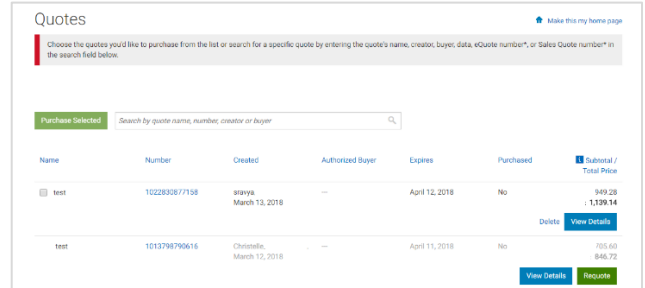 Quotes
Make this my home page
Choose the quotes you'd like to purchase from the list or search for a specific quote by entering the quote's name, creator, buyer, data, eQuote number*, or Sales Quote number* in
the search field below.
Purchase Selected
Search by quote name, number, creator or buyer
Name Number Created Authorized Buyer Expires Purchased Subtotal /
Total Price
test 1022830877158 sravya April 12, 2018 No 949.28
March 13, 2018 1,139.14
Delete View Details
test 1013798790616 Christelle, April 11, 2018 No 705.60
March 12, 2018 846.72
View Details Requote